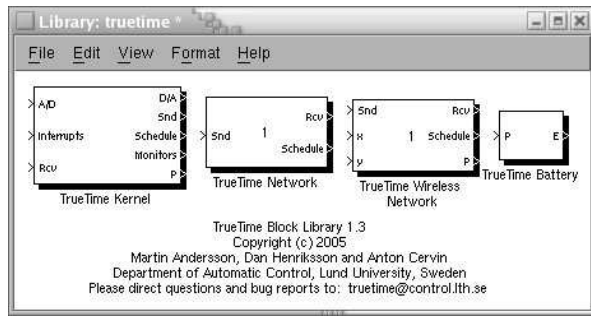 Library: truetime *
File Edit View Format Help
A/D
Interrupts
Rcv
D/A
Snd
Schedule
Monitors
P
TrueTime Kernel
Snd
1
Rcv
Schedule
TrueTime Network
Snd
x
y
1
Rcv
Schedule
P
TrueTime Wireless
Network
P
E
TrueTime Battery
TrueTime Block Library 1.3
Copyright (c) 2005
Martin Andersson, Dan Henriksson and Anton Cervin
Department of Automatic Control, Lund University, Sweden
Please direct questions and bug reports to: truetime@control.lth.se